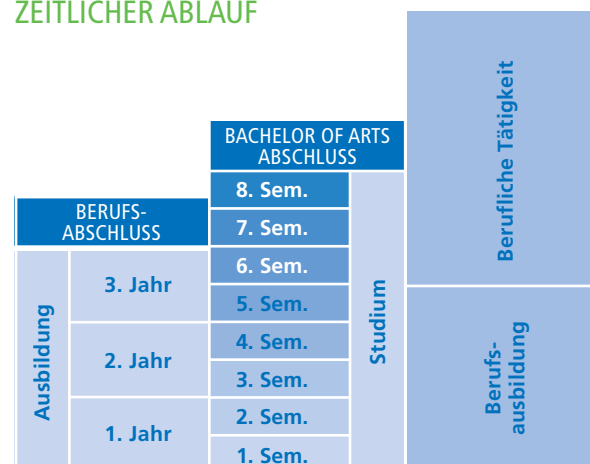 ZEITLICHER ABLAUF
BACHELOR OF ARTS
ABSCHLUSS
BERUFS-
ABSCHLUSS
Ausbildung
3. Jahr
2. Jahr
1. Jahr
8. Sem.
7. Sem.
6. Sem.
5. Sem.
4. Sem.
3. Sem.
2. Sem.
1. Sem.
Studium
Berufliche Tätigkeit
Berufs-
ausbildung